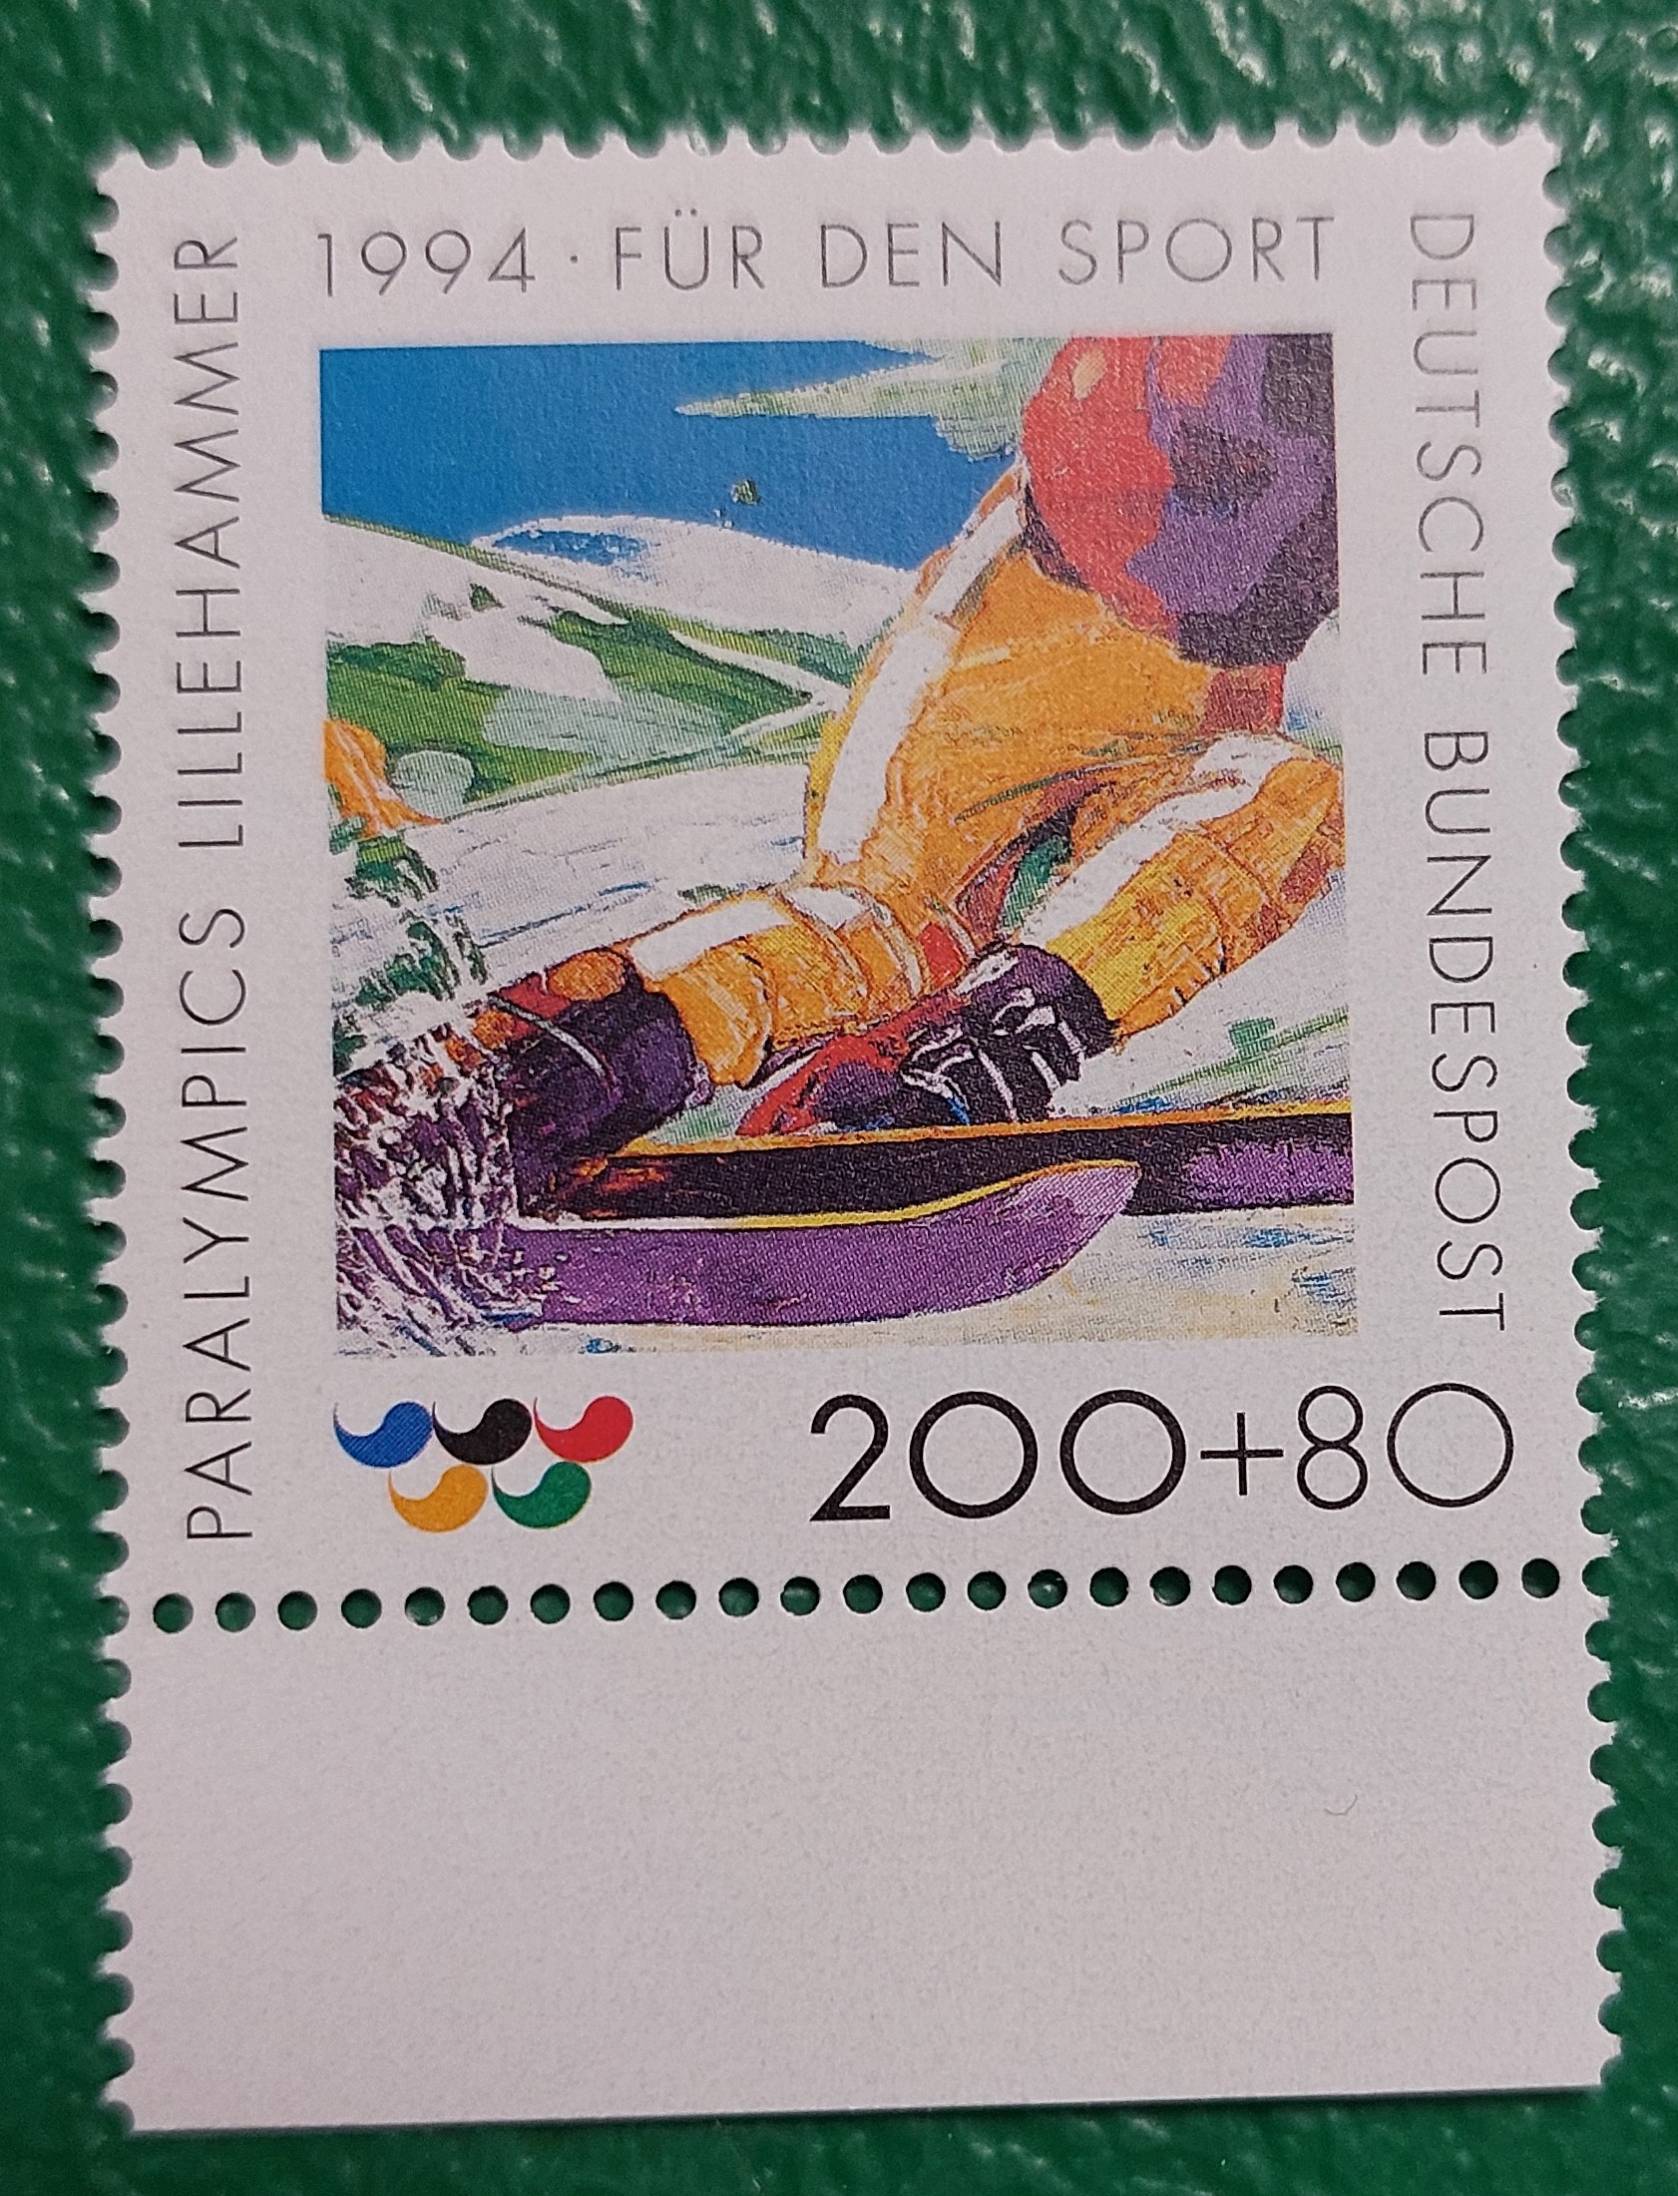 1994 · FÜR DEN SPORT
PARALYMPICS LILLEHAMMER
DEUTSCHE BUNDESPOST
200+80